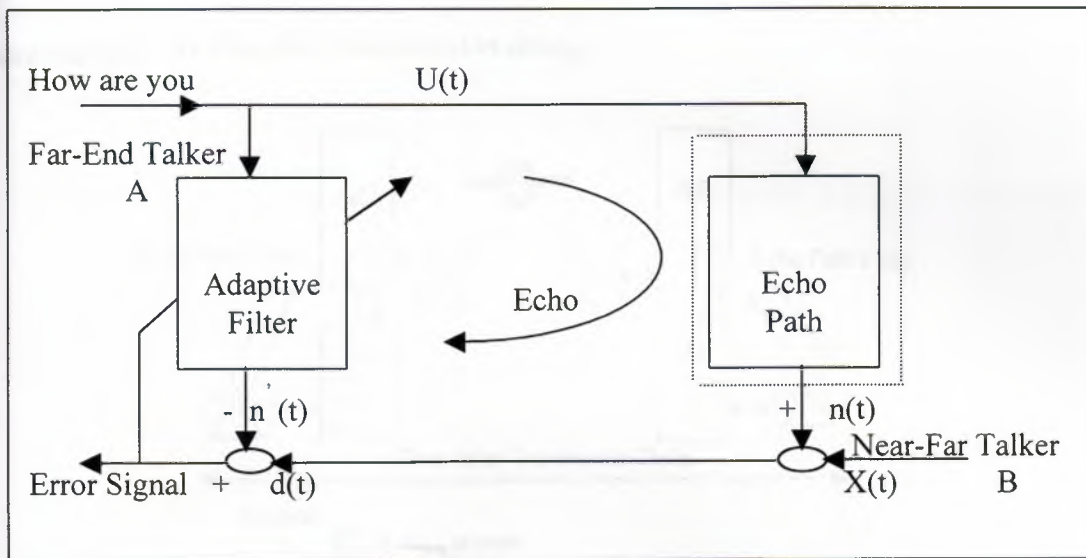 How are you
U(t)
Far-End Talker
A
Adaptive
Filter
Echo
Echo
Path
- n'(t)
+ n(t)
Near-Far Talker
Error Signal + d(t)
X(t) B